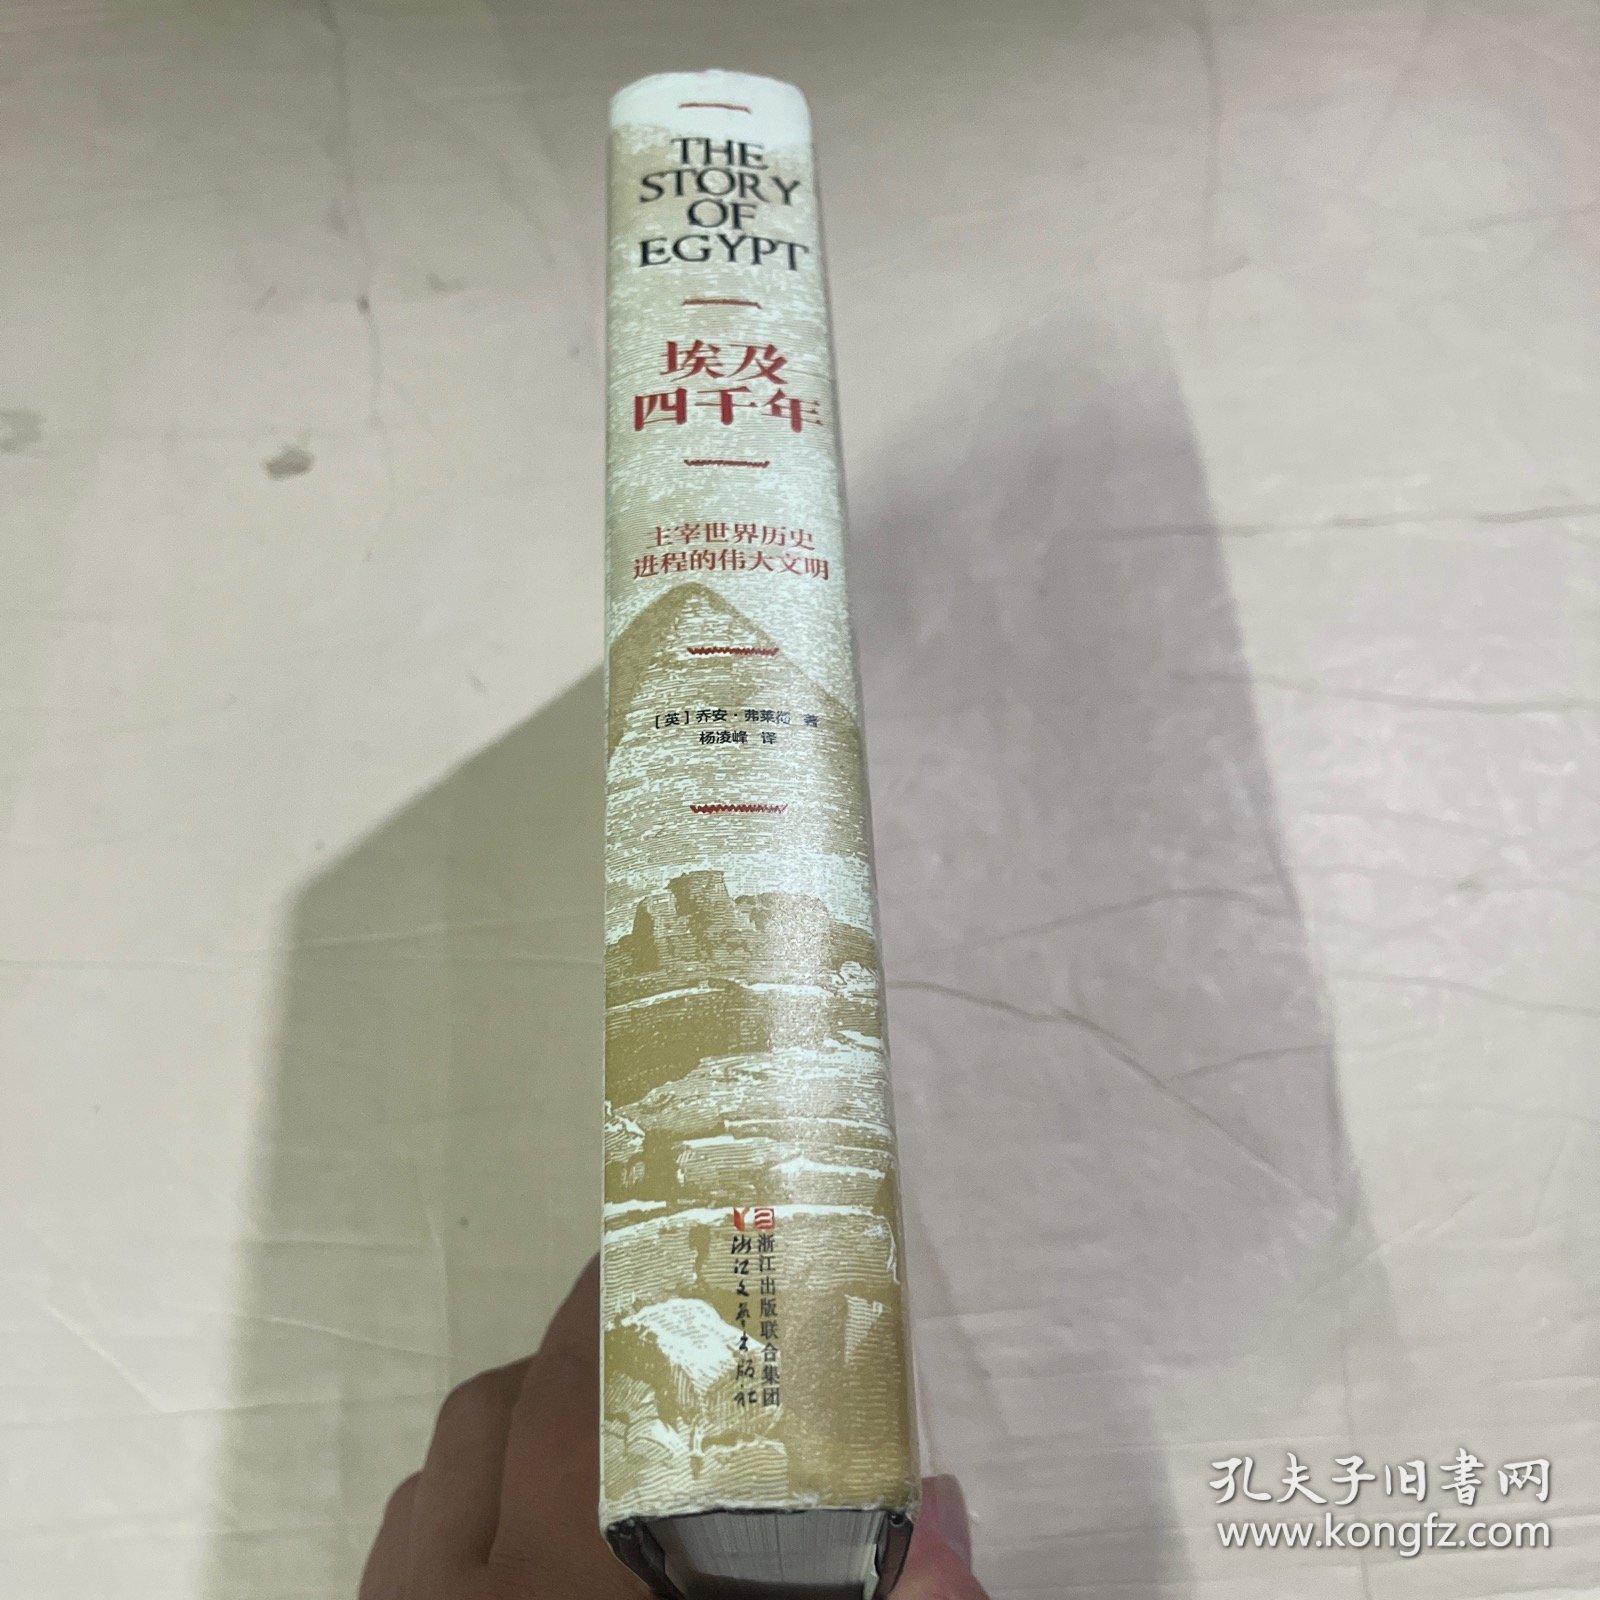 THE
STORY
OF
EGYPT
埃及
四千年
主宰世界历史
进程的伟大文明
[英] 乔安·弗莱彻 著
杨凌峰 译
浙江文艺出版社
浙江出版联合集团
孔夫子旧书网
www.kongfz.com